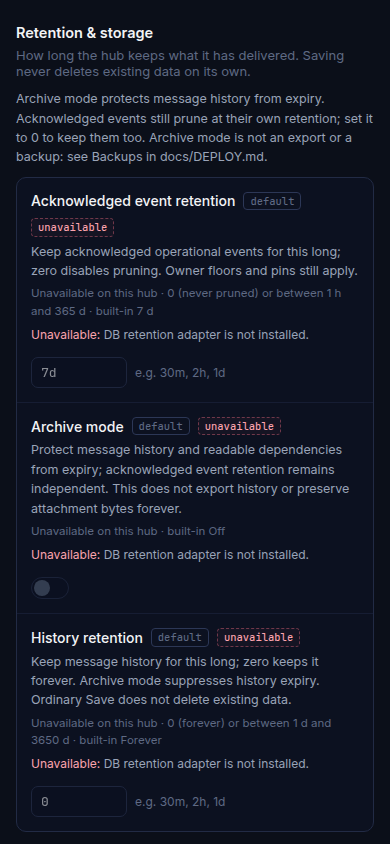 Retention & storage
How long the hub keeps what it has delivered. Saving
never deletes existing data on its own.
Archive mode protects message history from expiry.
Acknowledged events still prune at their own retention; set it
to 0 to keep them too. Archive mode is not an export or a
backup: see Backups in docs/DEPLOY.md.
Acknowledged event retention default
unavailable
Keep acknowledged operational events for this long;
zero disables pruning. Owner floors and pins still apply.
Unavailable on this hub · 0 (never pruned) or between 1 h
and 365 d · built-in 7 d
Unavailable: DB retention adapter is not installed.
7d e.g. 30m, 2h, 1d
Archive mode default unavailable
Protect message history and readable dependencies
from expiry; acknowledged event retention remains
independent. This does not export history or preserve
attachment bytes forever.
Unavailable on this hub · built-in Off
Unavailable: DB retention adapter is not installed.
History retention default unavailable
Keep message history for this long; zero keeps it
forever. Archive mode suppresses history expiry.
Ordinary Save does not delete existing data.
Unavailable on this hub · 0 (forever) or between 1 d and
3650 d · built-in Forever
Unavailable: DB retention adapter is not installed.
0 e.g. 30m, 2h, 1d